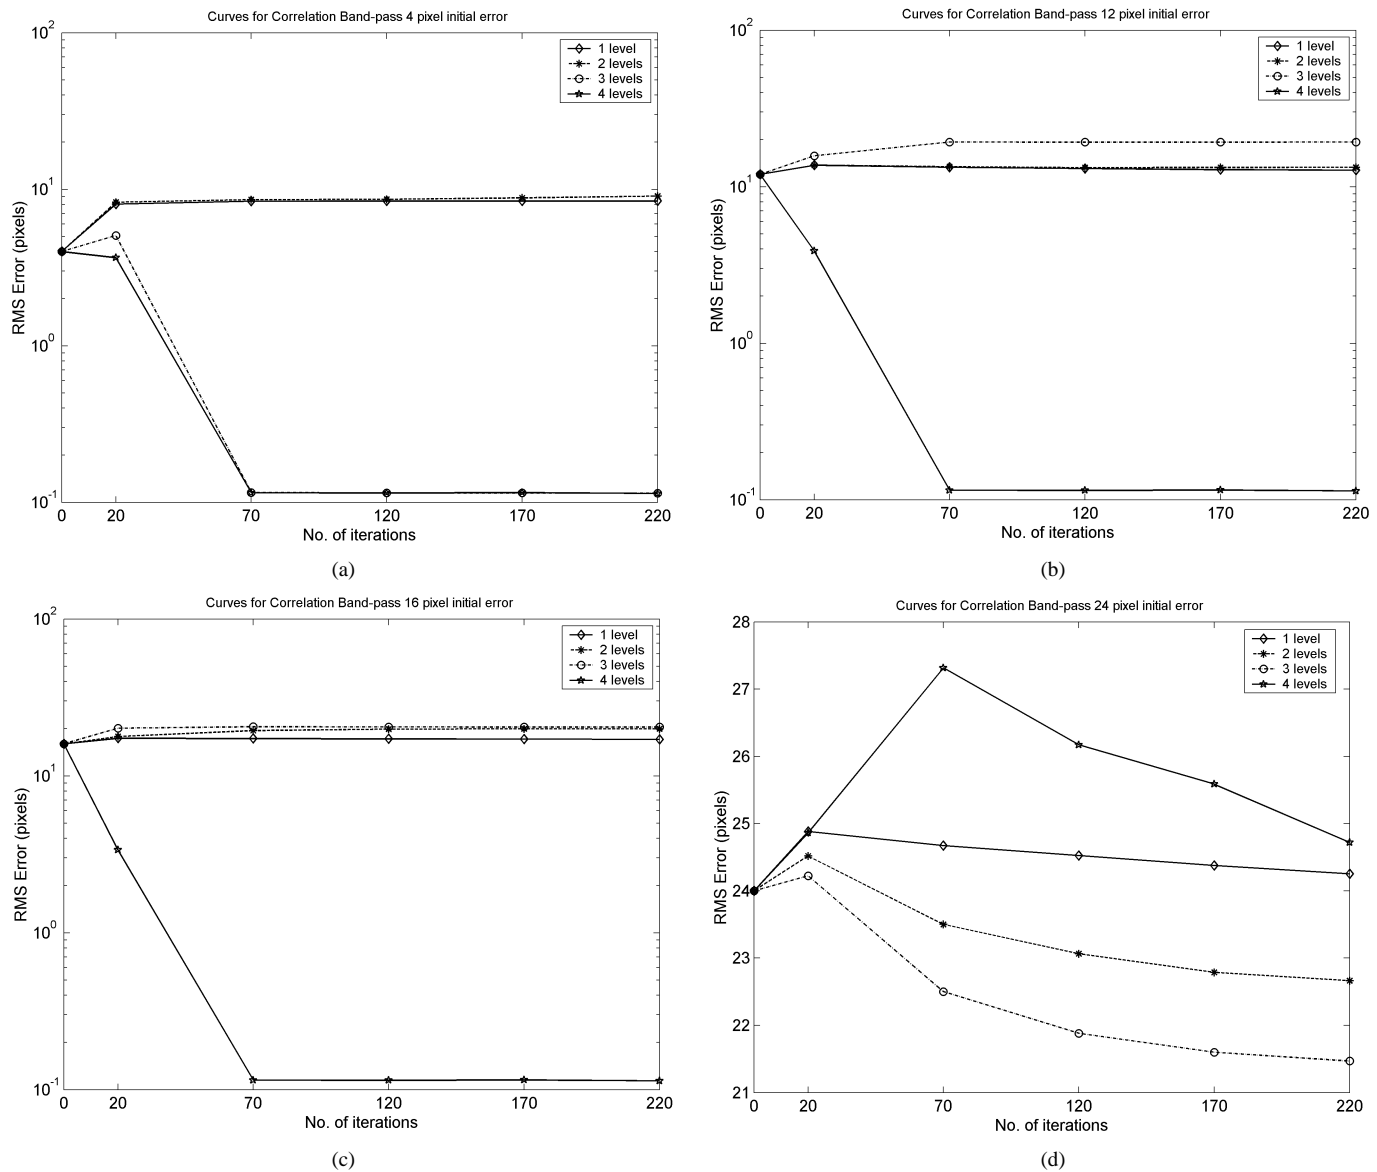 Curves for Correlation Band-pass 4 pixel initial error
10^2
10^1
10^0
10^-1
RMS Error (pixels)
1 level
2 levels
3 levels
4 levels
0 20 70 120 170 220
No. of iterations
(a)
Curves for Correlation Band-pass 12 pixel initial error
10^2
10^1
10^0
10^-1
RMS Error (pixels)
1 level
2 levels
3 levels
4 levels
0 20 70 120 170 220
No. of iterations
(b)
Curves for Correlation Band-pass 16 pixel initial error
10^2
10^1
10^0
10^-1
RMS Error (pixels)
1 level
2 levels
3 levels
4 levels
0 20 70 120 170 220
No. of iterations
(c)
Curves for Correlation Band-pass 24 pixel initial error
28
27
26
25
24
23
22
21
RMS Error (pixels)
1 level
2 levels
3 levels
4 levels
0 20 70 120 170 220
No. of iterations
(d)